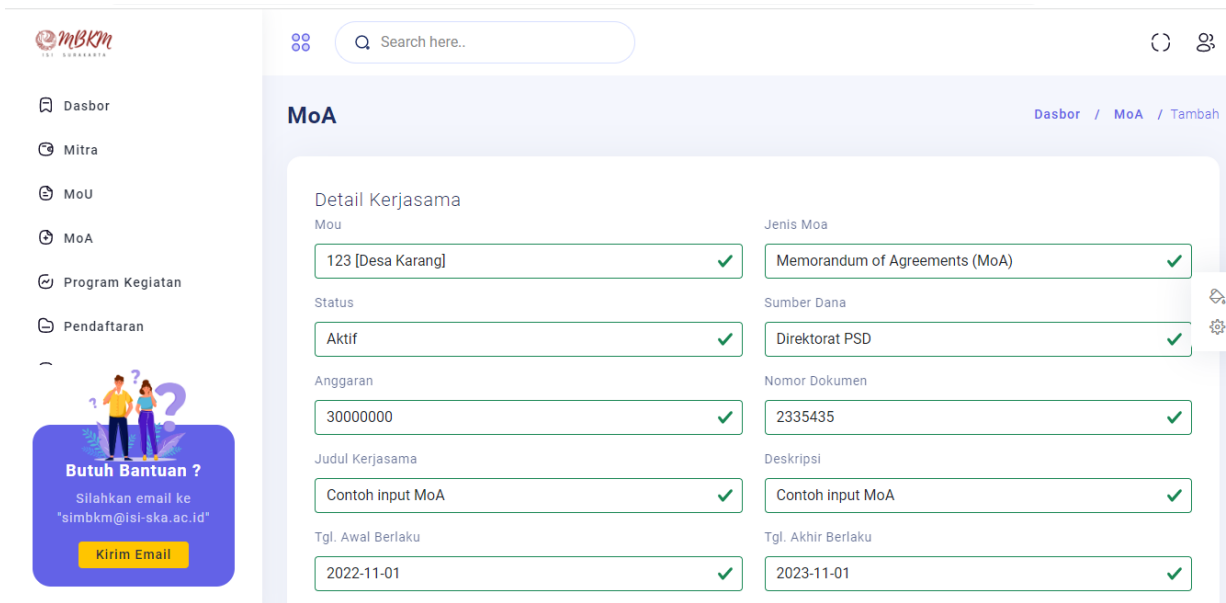 MBKM
ISI SURAKARTA
Search here..
Dasbor
Mitra
MoU
MoA
Program Kegiatan
Pendaftaran
? ? ?
Butuh Bantuan ?
Silahkan email ke
"simbkm@isi-ska.ac.id"
Kirim Email
MoA
Dasbor / MoA / Tambah
Detail Kerjasama
Mou
123 [Desa Karang]
Jenis Moa
Memorandum of Agreements (MoA)
Status
Aktif
Sumber Dana
Direktorat PSD
Anggaran
30000000
Nomor Dokumen
2335435
Judul Kerjasama
Contoh input MoA
Deskripsi
Contoh input MoA
Tgl. Awal Berlaku
2022-11-01
Tgl. Akhir Berlaku
2023-11-01